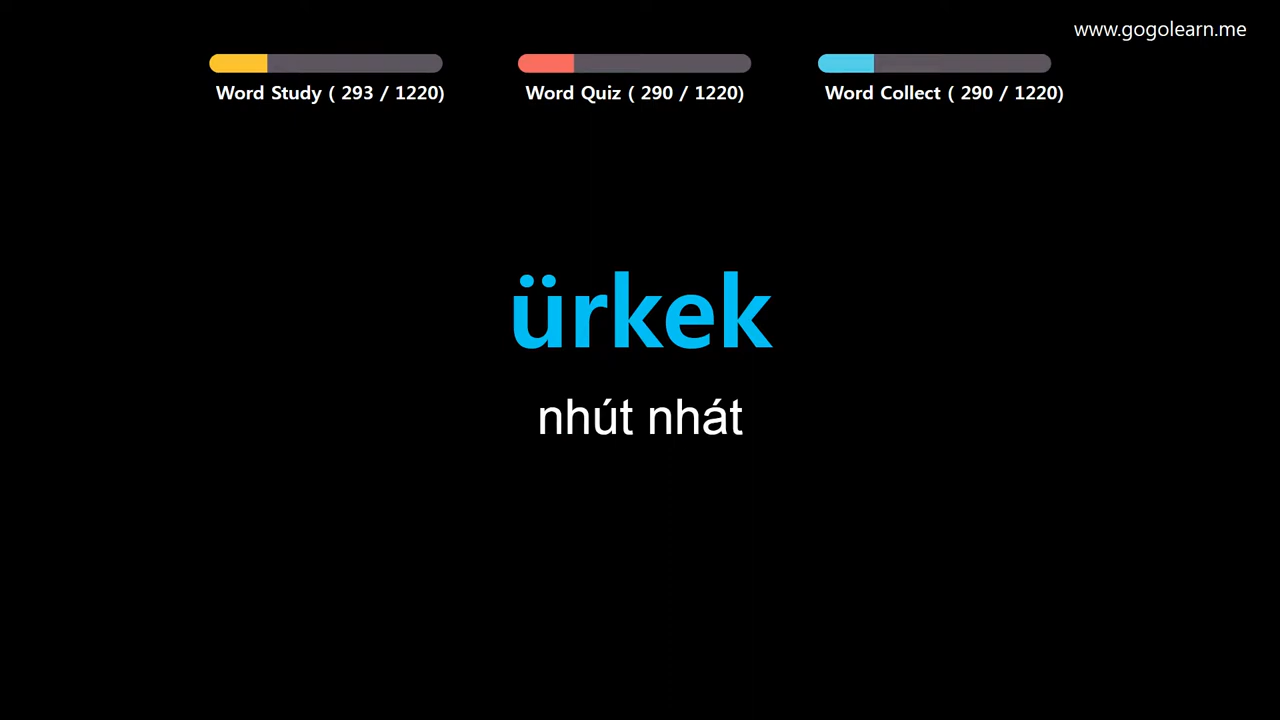 www.gogolearn.me
Word Study ( 293 / 1220)
Word Quiz ( 290 / 1220)
Word Collect ( 290 / 1220)
ürkek
nhút nhát